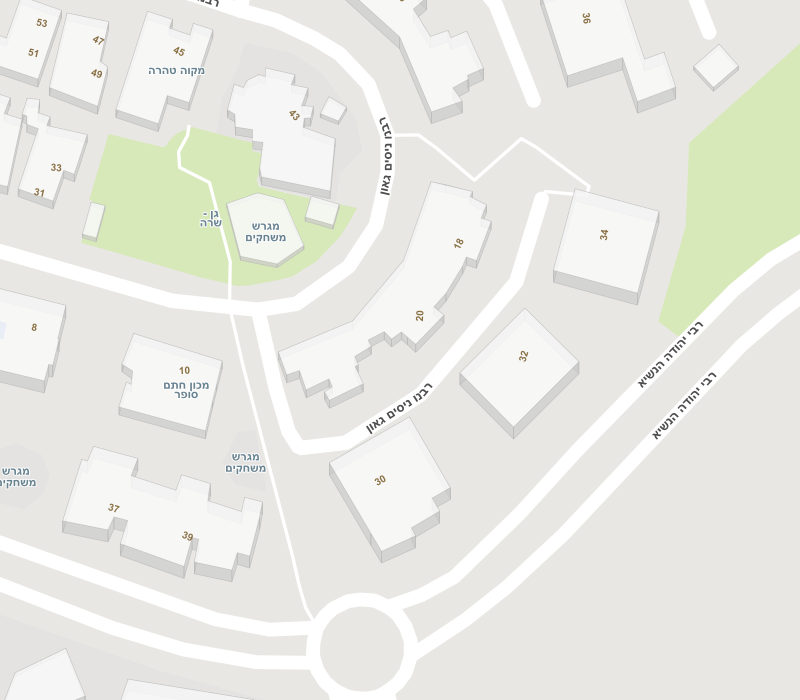 רבנו
36
53
47
45
51
49
מקוה טהרה
43
רבנו ניסים גאון
33
31
גן -
שרה
מגרש
משחקים
18
34
20
8
32
רבי יהודה הנשיא
רבי יהודה הנשיא
10
מכון חתם
סופר
רבנו ניסים גאון
מגרש
משחקים
מגרש
משחקים
30
37
39